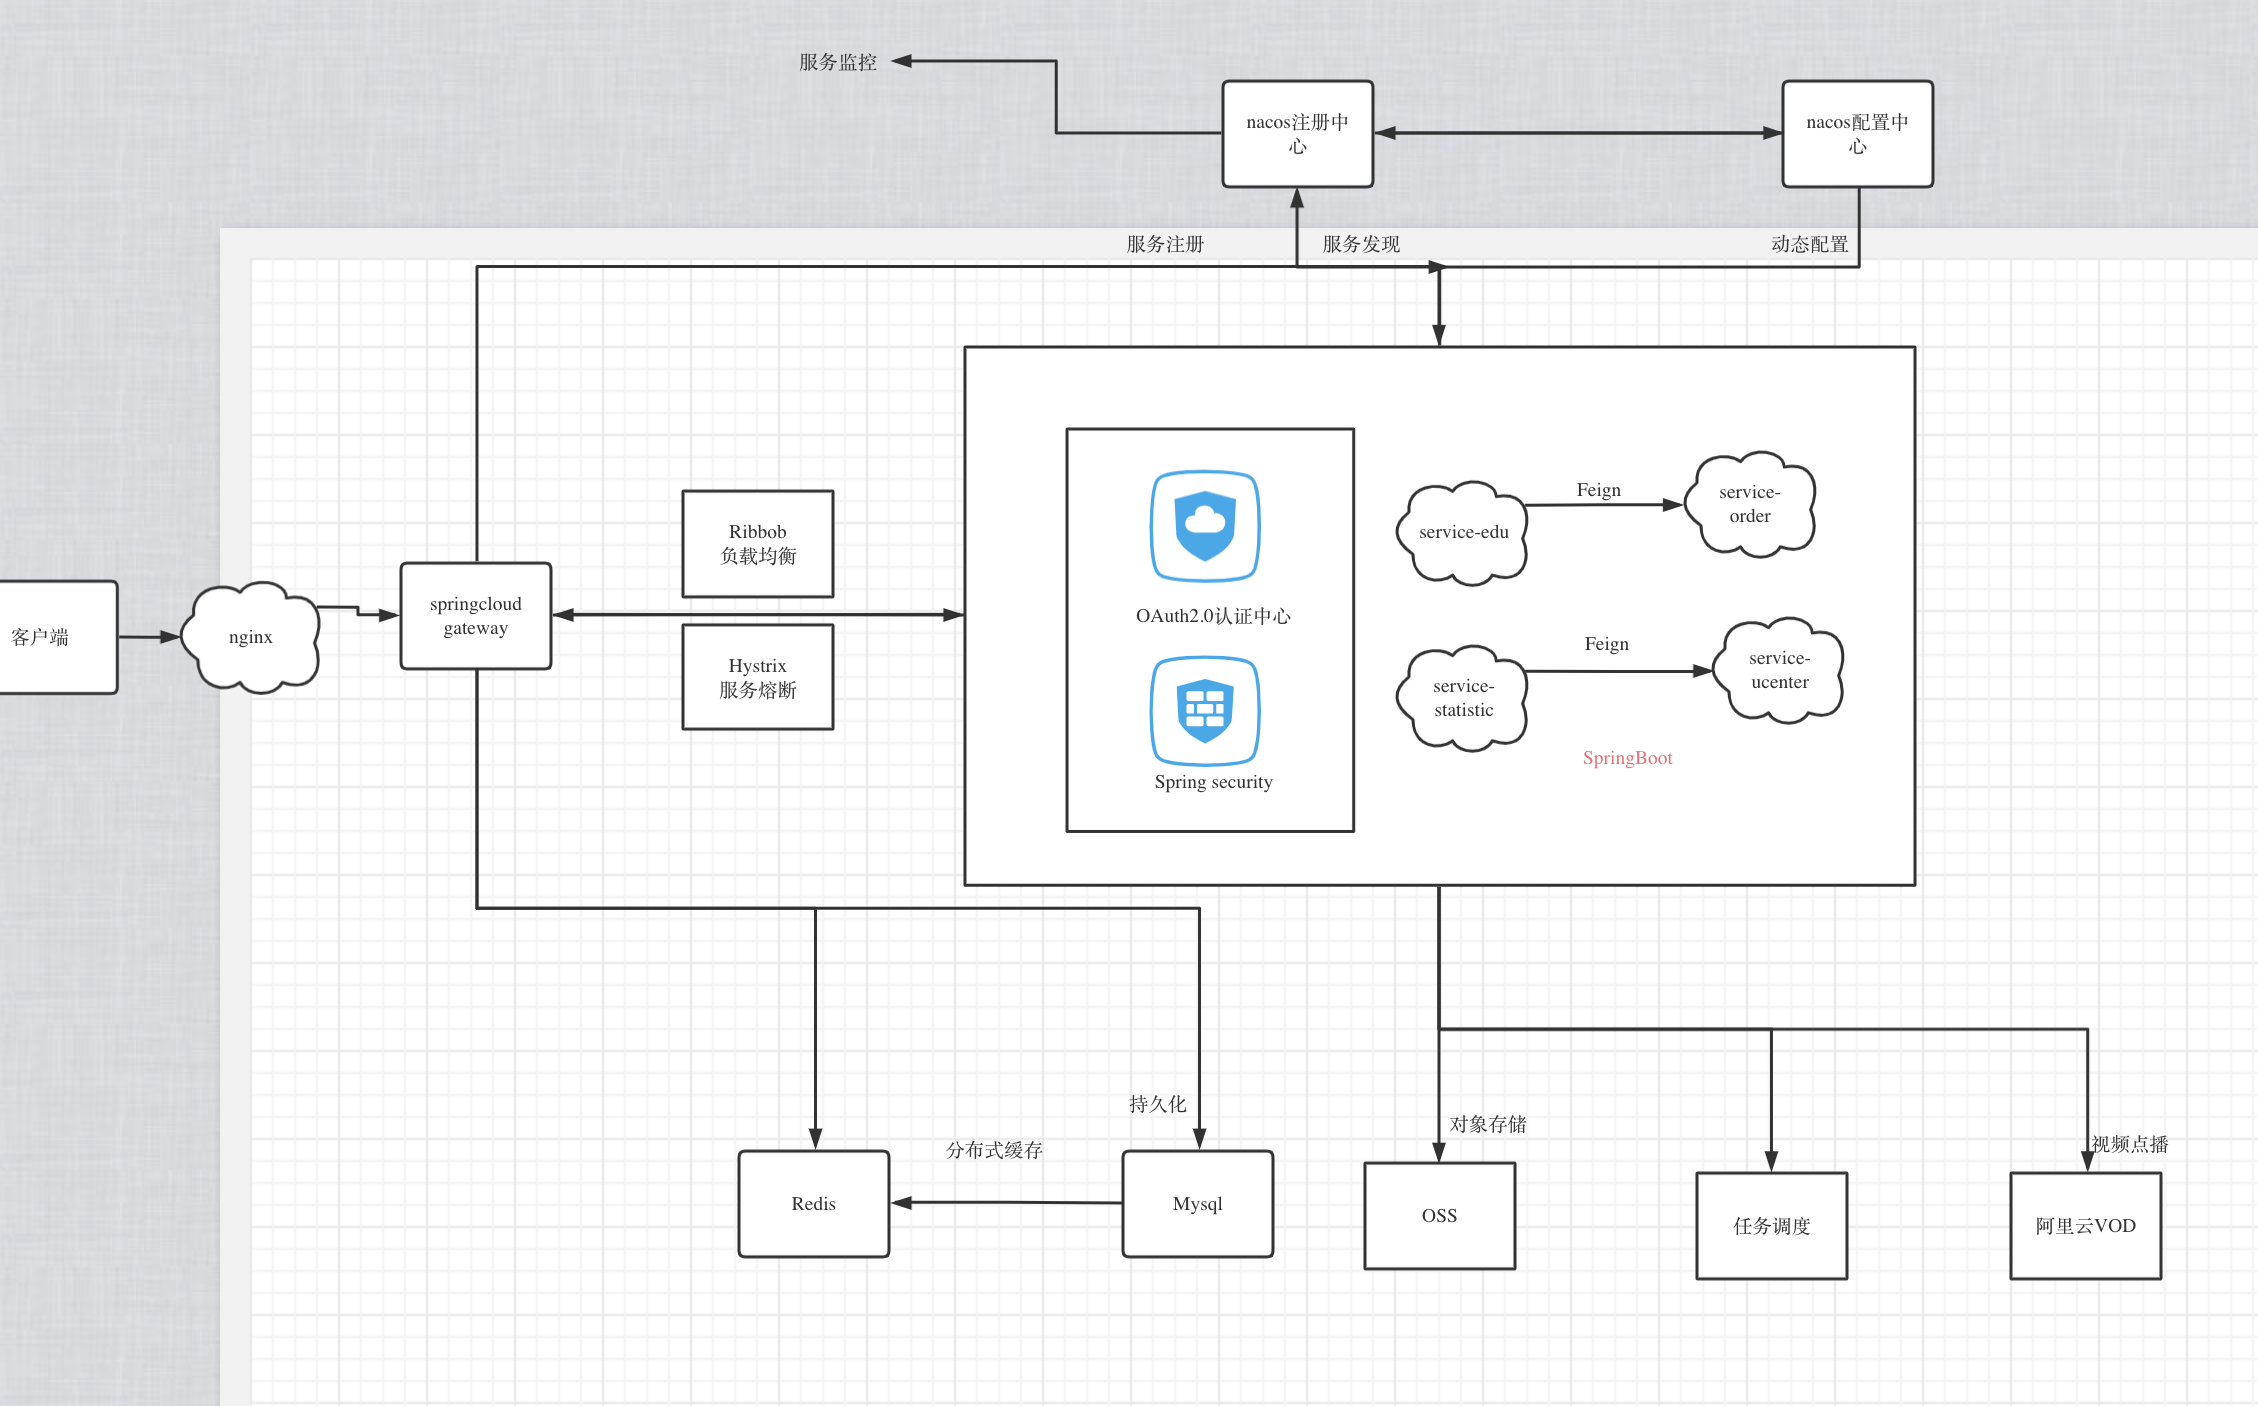 服务监控
nacos注册中
心
nacos配置中
心
服务注册
服务发现
动态配置
Ribbob
负载均衡
客户端
nginx
springcloud
gateway
Hystrix
服务熔断
OAuth2.0认证中心
Spring security
service-edu
Feign
service-
order
service-
statistic
Feign
service-
ucenter
SpringBoot
持久化
分布式缓存
对象存储
视频点播
Redis
Mysql
OSS
任务调度
阿里云VOD